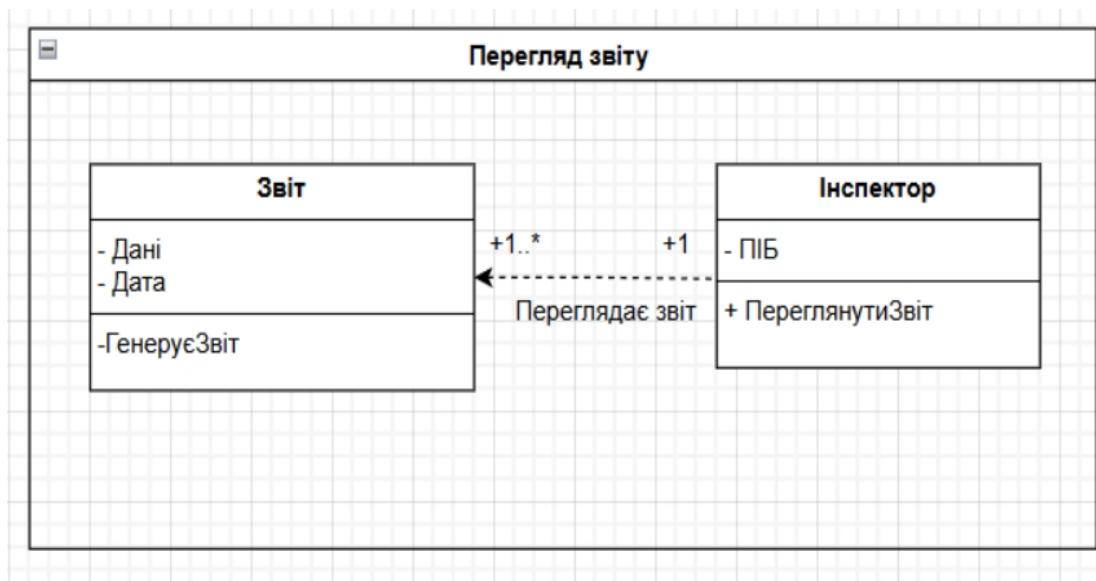 Перегляд звіту
Звіт
- Дані
- Дата
-ГенеруєЗвіт
+1..*
+1
Переглядає звіт
Інспектор
- ПІБ
+ ПереглянутиЗвіт